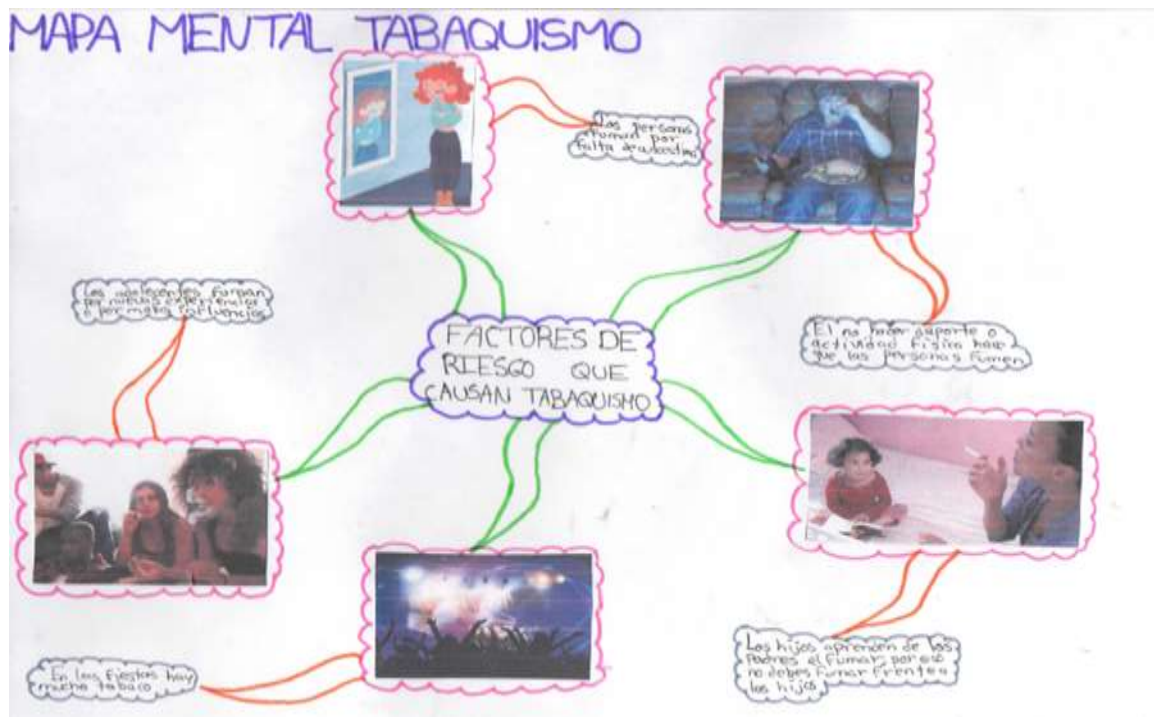 MAPA MENTAL TABAQUISMO
Las personas
fuman por
falta de autoestima
El no hacer deporte o
actividad fisica hace
que las personas fumen
Los adolecentes fuman
por nuevas experiencias
o por malas influencias
FACTORES DE
RIESGO QUE
CAUSAN TABAQUISMO
En las fiestas hay
mucho tabaco
Los hijos aprenden de los
Padres el fumar, por eso
no debes fumar frente a
los hijos